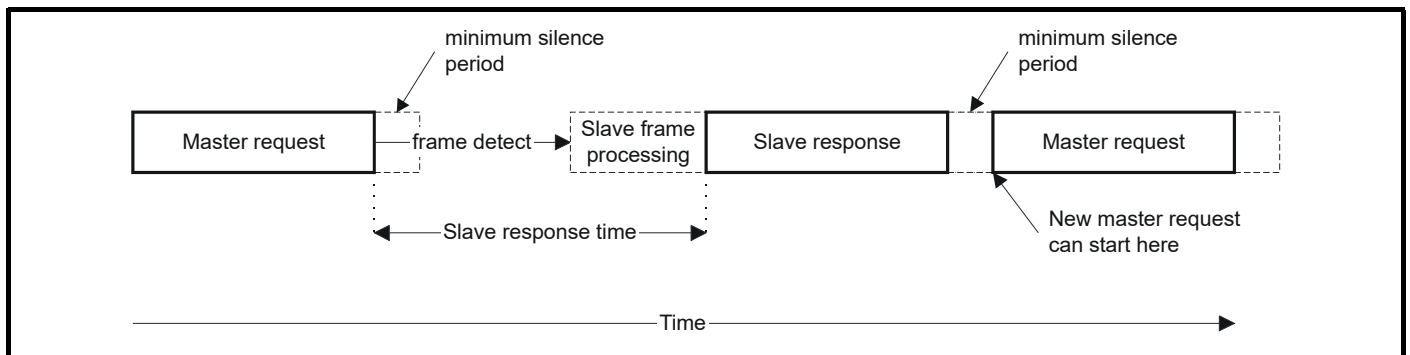 minimum silence
period
minimum silence
period
Master request
frame detect
Slave frame
processing
Slave response
Master request
Slave response time
New master request
can start here
Time